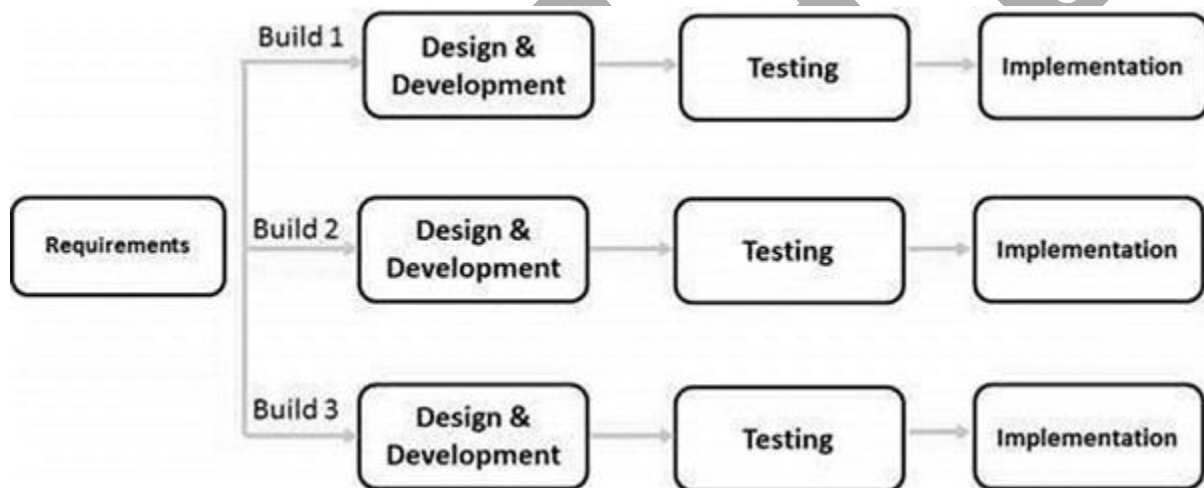 Build 1
Design &
Development
Testing
Implementation
Requirements
Build 2
Design &
Development
Testing
Implementation
Build 3
Design &
Development
Testing
Implementation